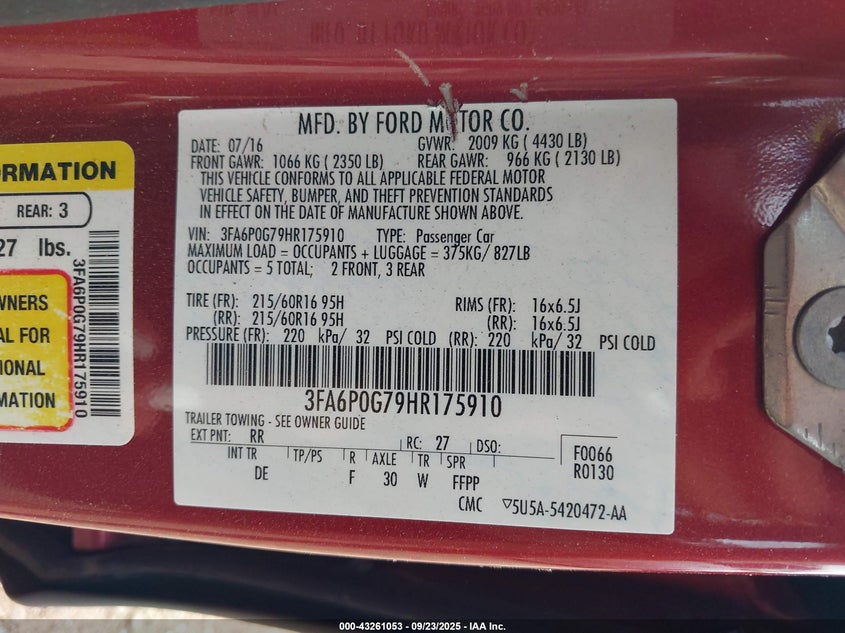 MFD. BY FORD MOTOR CO.
DATE: 07/16 GVWR: 2009 KG ( 4430 LB)
FRONT GAWR: 1066 KG ( 2350 LB) REAR GAWR: 966 KG ( 2130 LB)
THIS VEHICLE CONFORMS TO ALL APPLICABLE FEDERAL MOTOR
VEHICLE SAFETY, BUMPER, AND THEFT PREVENTION STANDARDS
IN EFFECT ON THE DATE OF MANUFACTURE SHOWN ABOVE.
VIN: 3FA6P0G79HR175910 TYPE: Passenger Car
MAXIMUM LOAD = OCCUPANTS + LUGGAGE = 375KG/ 827LB
OCCUPANTS = 5 TOTAL; 2 FRONT, 3 REAR
TIRE (FR): 215/60R16 95H RIMS (FR): 16x6.5J
(RR): 215/60R16 95H (RR): 16x6.5J
PRESSURE (FR): 220 kPa/ 32 PSI COLD (RR): 220 kPa/ 32 PSI COLD
3FA6P0G79HR175910
TRAILER TOWING - SEE OWNER GUIDE
EXT PNT: RR RC: 27 DSO: F0066
INT TR TP/PS R AXLE TR SPR R0130
DE F 30 W FFPP
CMC ▽5U5A-5420472-AA
ORMATION
REAR: 3
27 lbs.
WNERS
AL FOR
IONAL
MATION
3FA6P0G79HR175910
000-43261053 - 09/23/2025 - IAA Inc.